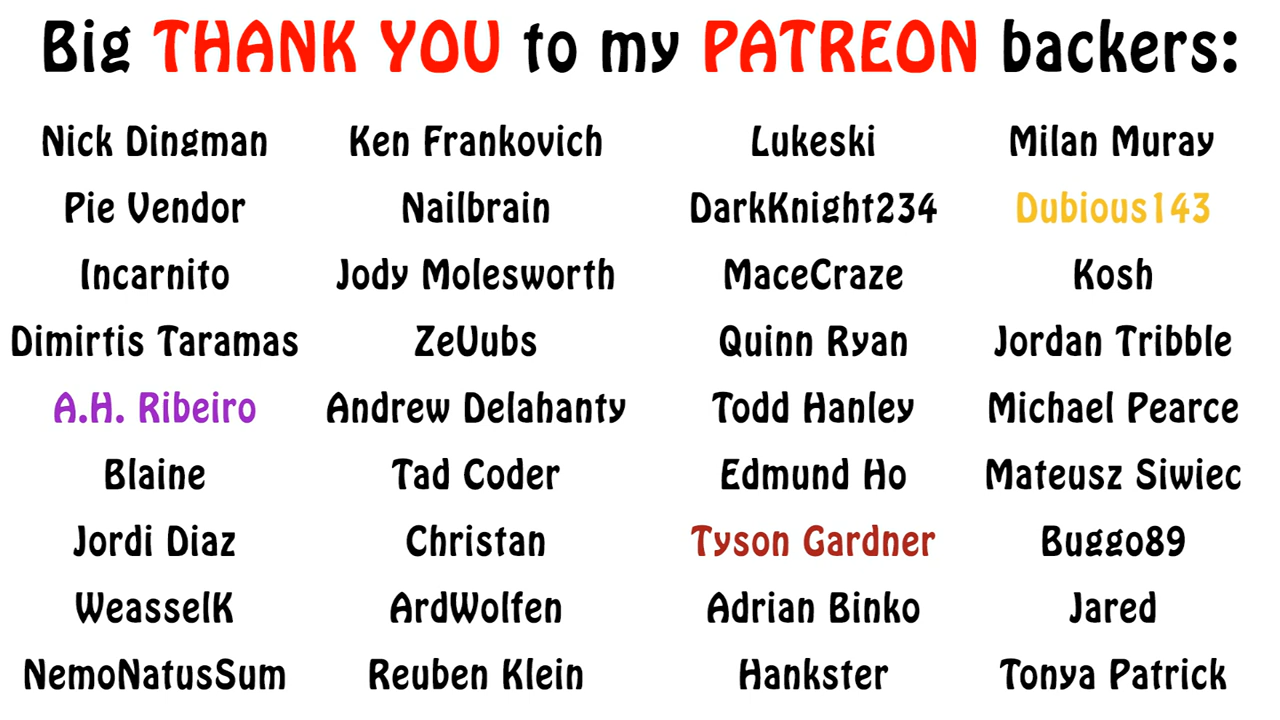 Big THANK YOU to my PATREON backers:
Nick Dingman Ken Frankovich Lukeski Milan Muray
Pie Vendor Nailbrain DarkKnight234 Dubious143
Incarnito Jody Molesworth MaceCraze Kosh
Dimirtis Taramas ZeVubs Quinn Ryan Jordan Tribble
A.H. Ribeiro Andrew Delahanty Todd Hanley Michael Pearce
Blaine Tad Coder Edmund Ho Mateusz Siwiec
Jordi Diaz Christan Tyson Gardner Buggo89
WeasselK ArdWolfen Adrian Binko Jared
NemoNatusSum Reuben Klein Hankster Tonya Patrick